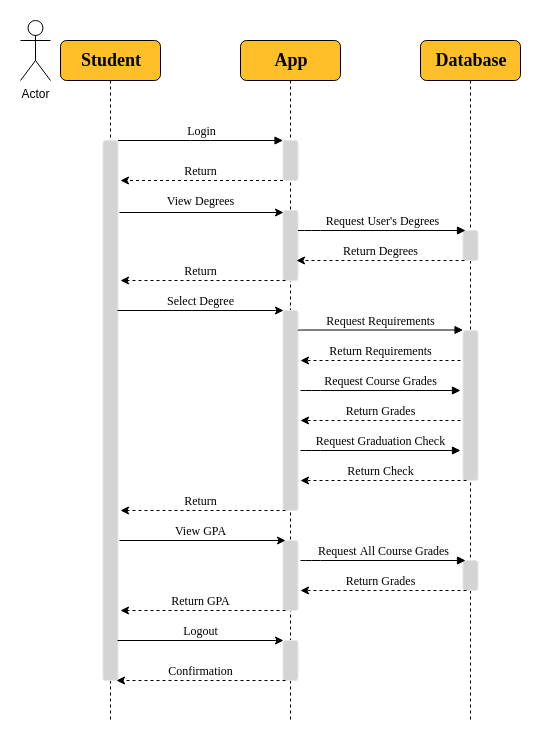 Student
App
Database
Actor
Login
Return
View Degrees
Request User's Degrees
Return Degrees
Return
Select Degree
Request Requirements
Return Requirements
Request Course Grades
Return Grades
Request Graduation Check
Return Check
Return
View GPA
Request All Course Grades
Return Grades
Return GPA
Logout
Confirmation